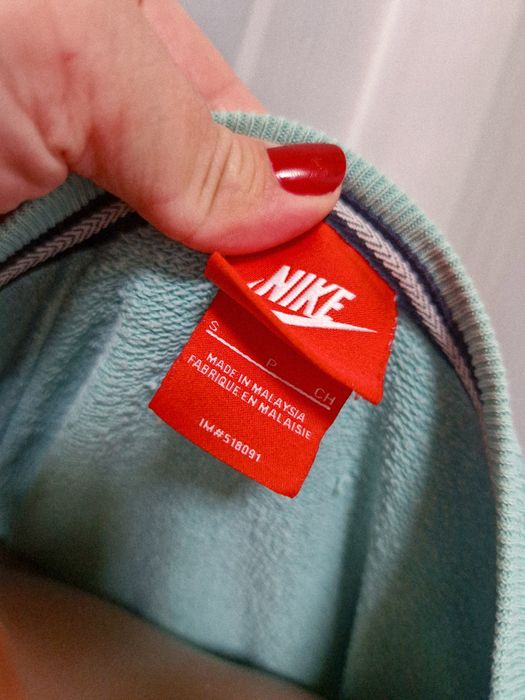 NIKE
S P CH
MADE IN MALAYSIA
FABRIQUE EN MALAISIE
IM#518091